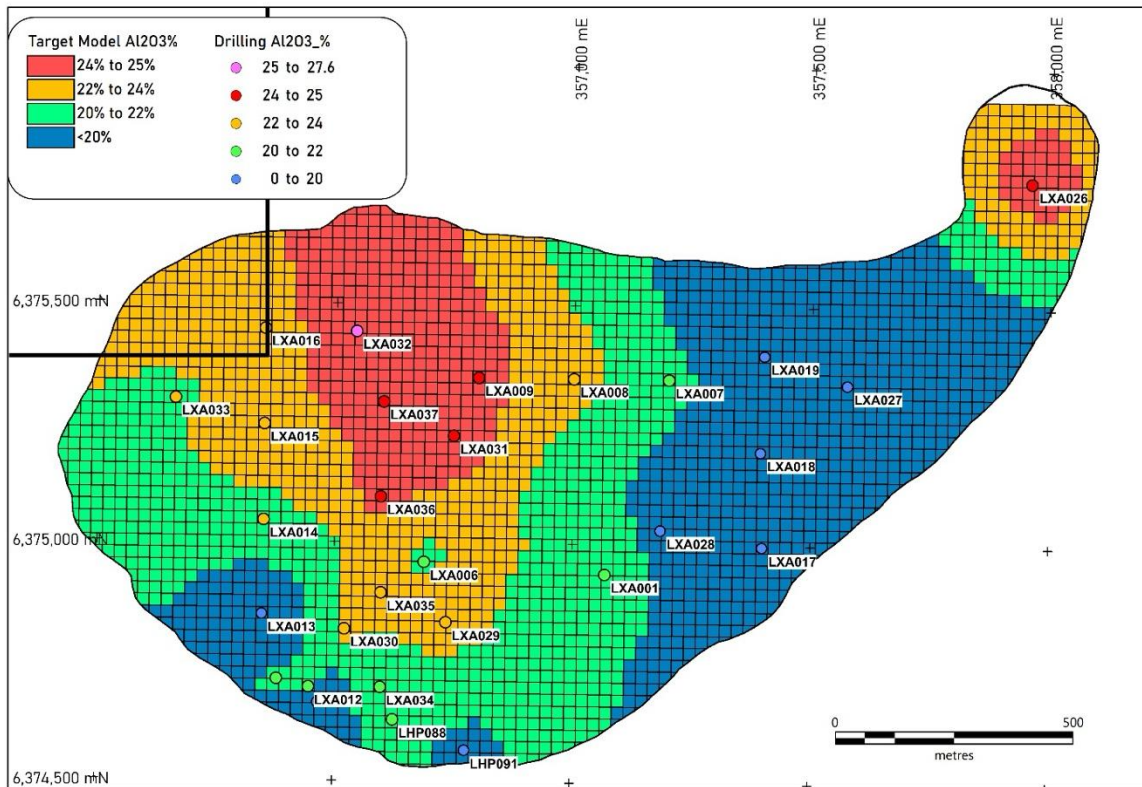 Target Model Al2O3%
24% to 25%
22% to 24%
20% to 22%
<20%
Drilling Al2O3_%
25 to 27.6
24 to 25
22 to 24
20 to 22
0 to 20
357,000 mE
357,500 mE
358,000 mE
LXA026
6,375,500 mN
LXA016
LXA032
LXA019
LXA009
LXA008
LXA007
LXA027
LXA033
LXA037
LXA015
LXA031
LXA018
LXA036
LXA014
6,375,000 mN
LXA028
LXA017
LXA006
LXA001
LXA035
LXA013
LXA030
LXA029
LXA012
LXA034
LHP088
LHP091
6,374,500 mN
0
500
metres